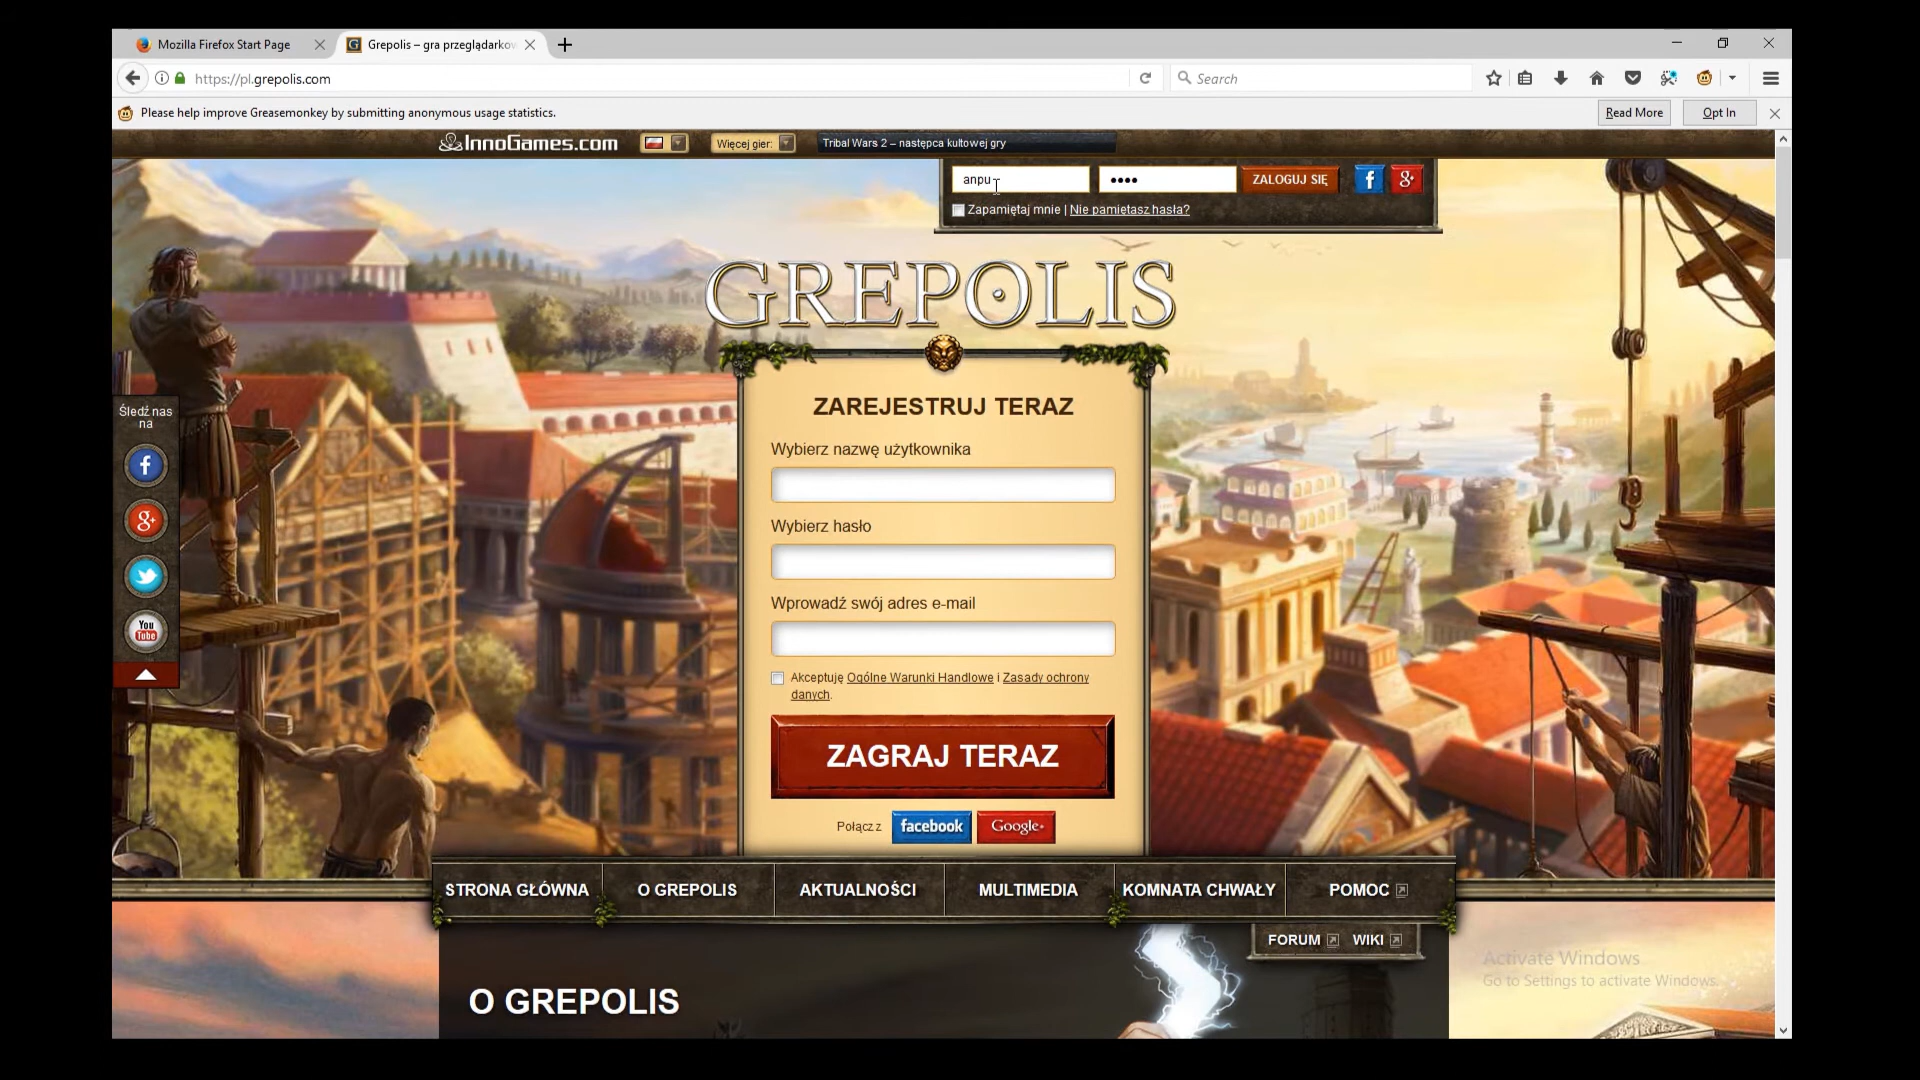 Mozilla Firefox Start Page
Grepolis – gra przeglądarko
https://pl.grepolis.com
Search
Please help improve Greasemonkey by submitting anonymous usage statistics.
Read More
Opt In
InnoGames.com
Więcej gier:
Tribal Wars 2 – następca kultowej gry
anpu
ZALOGUJ SIĘ
Zapamiętaj mnie | Nie pamiętasz hasła?
GREPOLIS
Śledź nas
na
You
Tube
ZAREJESTRUJ TERAZ
Wybierz nazwę użytkownika
Wybierz hasło
Wprowadź swój adres e-mail
Akceptuję Ogólne Warunki Handlowe i Zasady ochrony
danych.
ZAGRAJ TERAZ
Połącz z
facebook
Google+
STRONA GŁÓWNA
O GREPOLIS
AKTUALNOŚCI
MULTIMEDIA
KOMNATA CHWAŁY
POMOC
FORUM
WIKI
O GREPOLIS
Activate Windows
Go to Settings to activate Windows.